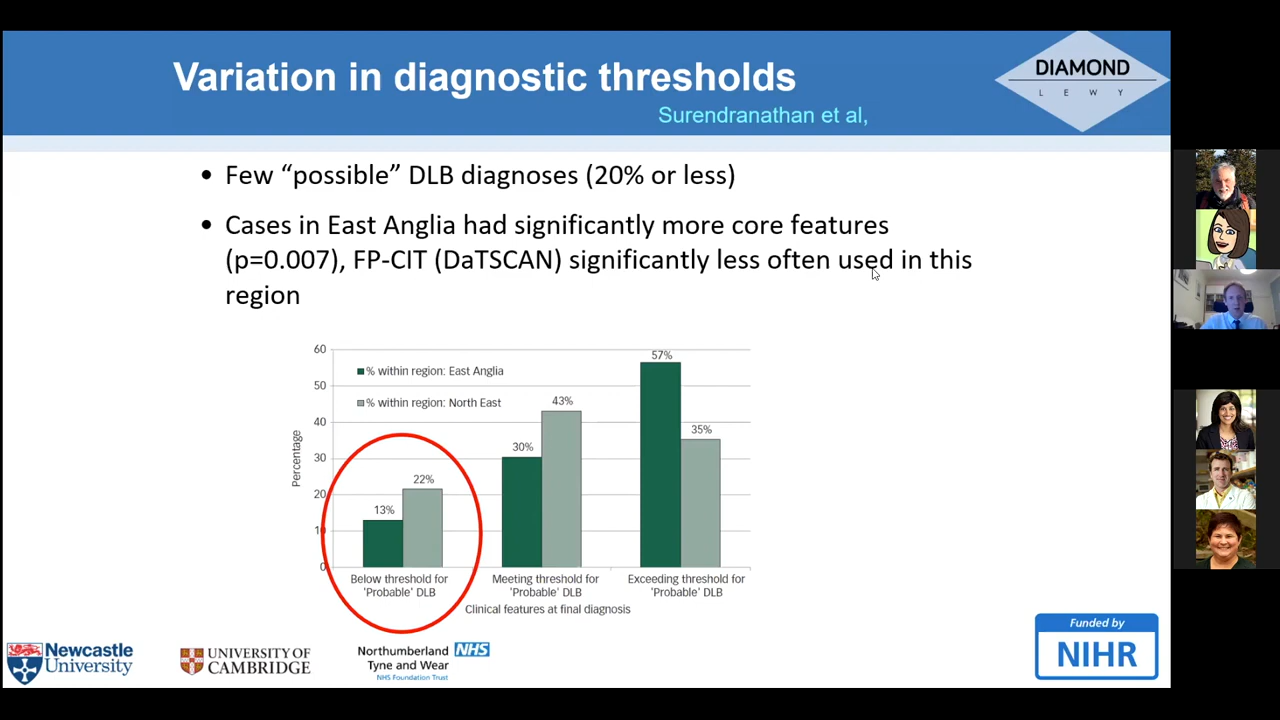 Variation in diagnostic thresholds
Surendranathan et al,
DIAMOND
LEWY
• Few “possible” DLB diagnoses (20% or less)
• Cases in East Anglia had significantly more core features
(p=0.007), FP-CIT (DaTSCAN) significantly less often used in this
region
60
50
40
30
20
10
0
Percentage
% within region: East Anglia
% within region: North East
13%
22%
30%
43%
57%
35%
Below threshold for
'Probable' DLB
Meeting threshold for
'Probable' DLB
Exceeding threshold for
'Probable' DLB
Clinical features at final diagnosis
Newcastle
University
UNIVERSITY OF
CAMBRIDGE
Northumberland
Tyne and Wear
NHS
NHS Foundation Trust
Funded by
NIHR